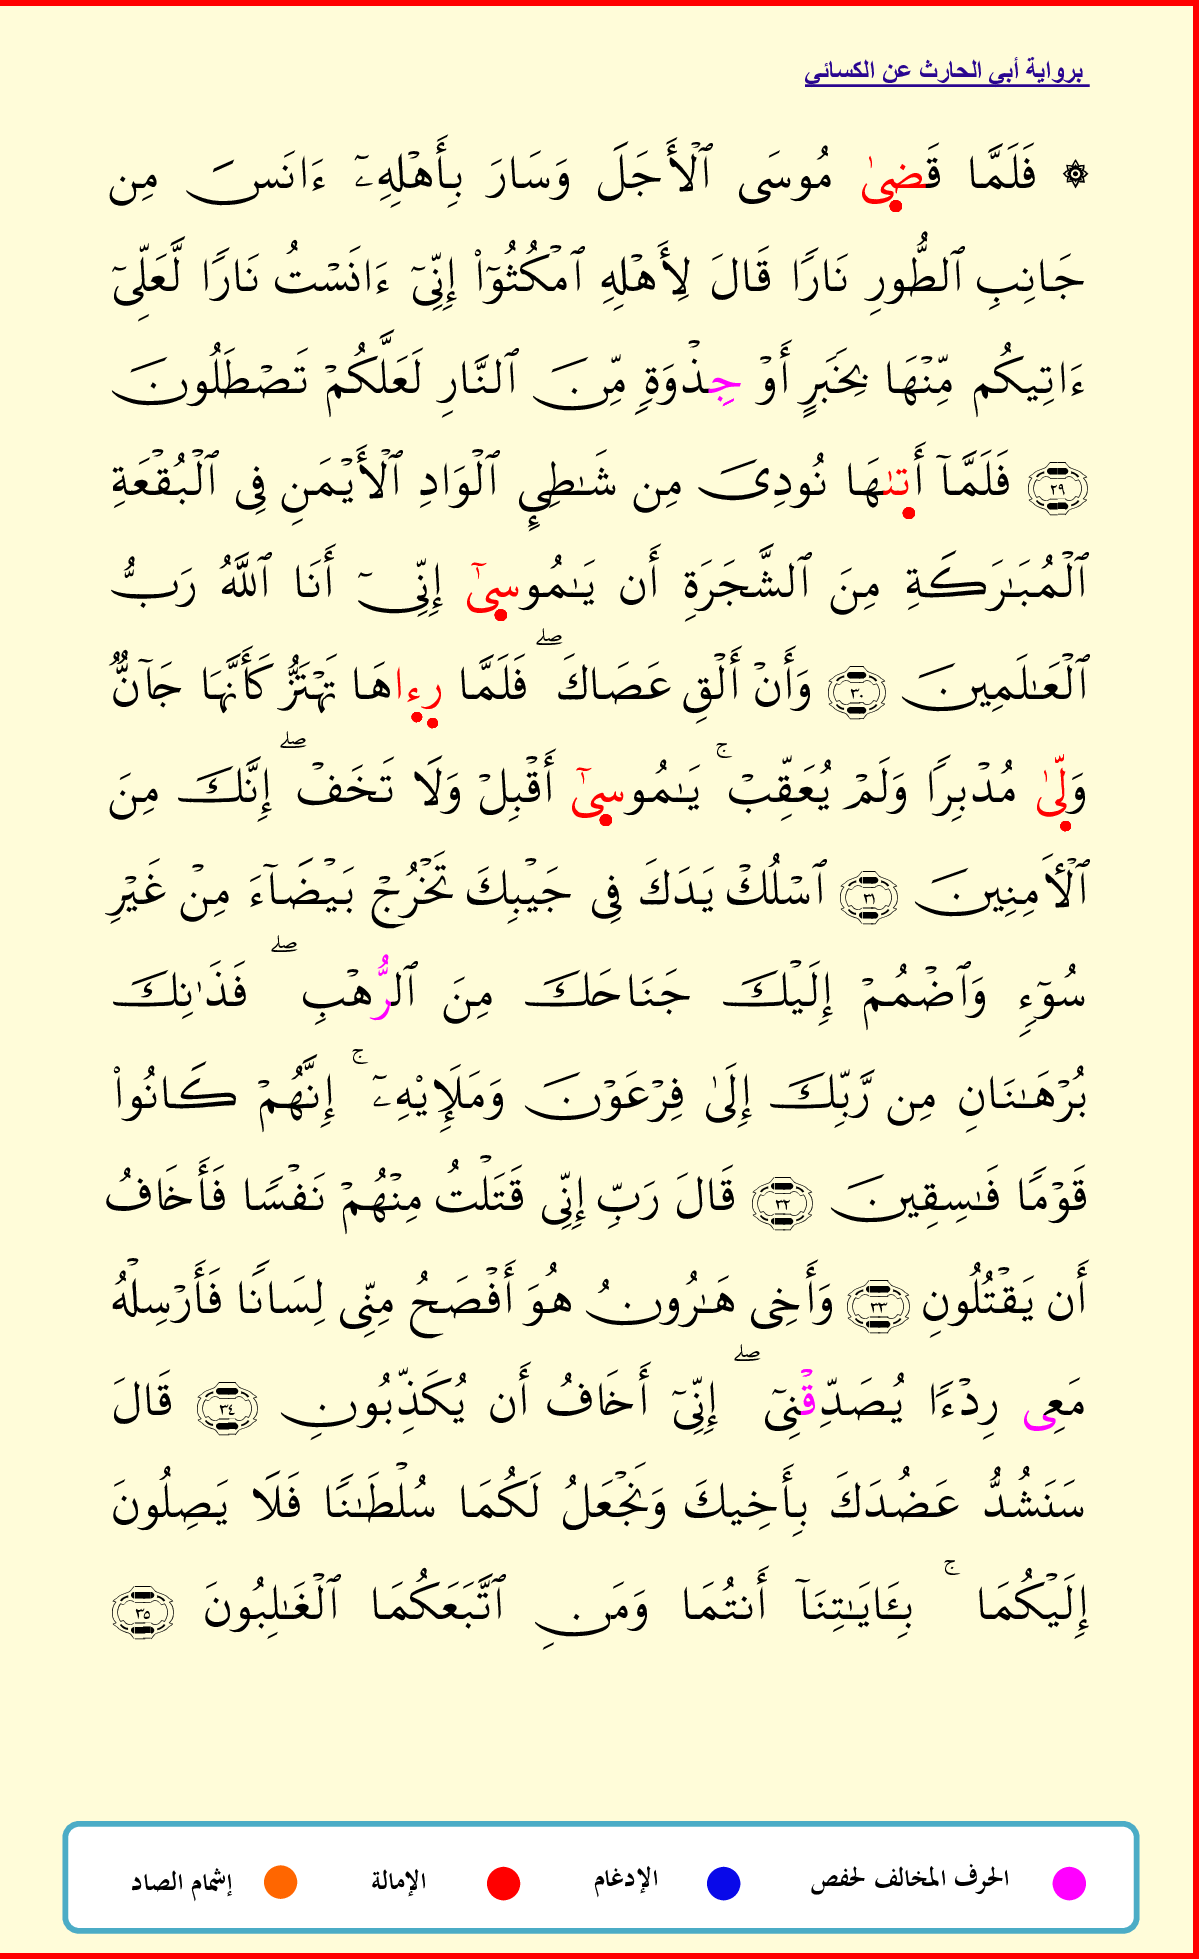 برواية أبي الحارث عن الكسائي
۞ فَلَمَّا قَضِىٰ مُوسَى ٱلْأَجَلَ وَسَارَ بِأَهْلِهِۦٓ ءَانَسَ مِن
جَانِبِ ٱلطُّورِ نَارًا قَالَ لِأَهْلِهِ ٱمْكُثُوٓا۟ إِنِّىٓ ءَانَسْتُ نَارًا لَّعَلِّىٓ
ءَاتِيكُم مِّنْهَا بِخَبَرٍ أَوْ جِذْوَةٍ مِّنَ ٱلنَّارِ لَعَلَّكُمْ تَصْطَلُونَ
٢٩ فَلَمَّآ أَتىٰهَا نُودِىَ مِن شَـٰطِئِ ٱلْوَادِ ٱلْأَيْمَنِ فِى ٱلْبُقْعَةِ
ٱلْمُبَـٰرَكَةِ مِنَ ٱلشَّجَرَةِ أَن يَـٰمُوسِىٓ إِنِّىٓ أَنَا ٱللَّهُ رَبُّ
ٱلْعَـٰلَمِينَ ٣٠ وَأَنْ أَلْقِ عَصَاكَ ۖ فَلَمَّا رِءاهَا تَهْتَزُّ كَأَنَّهَا جَآنٌّ
وَلِّىٰ مُدْبِرًا وَلَمْ يُعَقِّبْ ۚ يَـٰمُوسِىٓ أَقْبِلْ وَلَا تَخَفْ ۖ إِنَّكَ مِنَ
ٱلْـَٔامِنِينَ ٣١ ٱسْلُكْ يَدَكَ فِى جَيْبِكَ تَخْرُجْ بَيْضَآءَ مِنْ غَيْرِ
سُوٓءٍ وَٱضْمُمْ إِلَيْكَ جَنَاحَكَ مِنَ ٱلرُّهْبِ ۖ فَذَٰنِكَ
بُرْهَـٰنَانِ مِن رَّبِّكَ إِلَىٰ فِرْعَوْنَ وَمَلَإِي۟هِۦٓ ۚ إِنَّهُمْ كَانُوا۟
قَوْمًا فَـٰسِقِينَ ٣٢ قَالَ رَبِّ إِنِّى قَتَلْتُ مِنْهُمْ نَفْسًا فَأَخَافُ
أَن يَقْتُلُونِ ٣٣ وَأَخِى هَـٰرُونُ هُوَ أَفْصَحُ مِنِّى لِسَانًا فَأَرْسِلْهُ
مَعِى رِدْءًا يُصَدِّقْنِىٓ ۖ إِنِّىٓ أَخَافُ أَن يُكَذِّبُونِ ٣٤ قَالَ
سَنَشُدُّ عَضُدَكَ بِأَخِيكَ وَنَجْعَلُ لَكُمَا سُلْطَـٰنًا فَلَا يَصِلُونَ
إِلَيْكُمَا ۚ بِـَٔايَـٰتِنَآ أَنتُمَا وَمَنِ ٱتَّبَعَكُمَا ٱلْغَـٰلِبُونَ ٣٥
الحرف المخالف لحفص الإدغام الإمالة إشمام الصاد